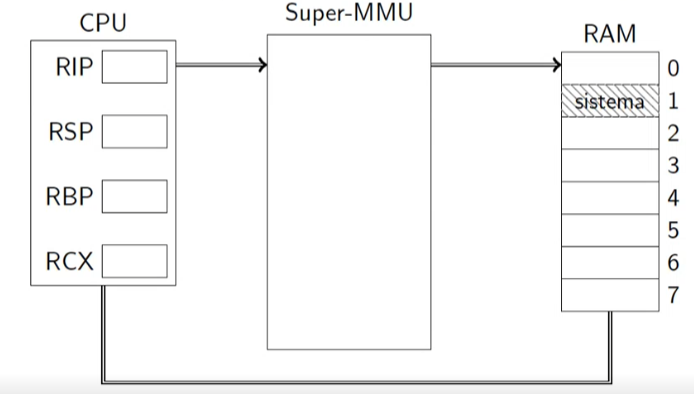 CPU
Super-MMU
RAM
RIP
RSP
RBP
RCX
0
sistema 1
2
3
4
5
6
7